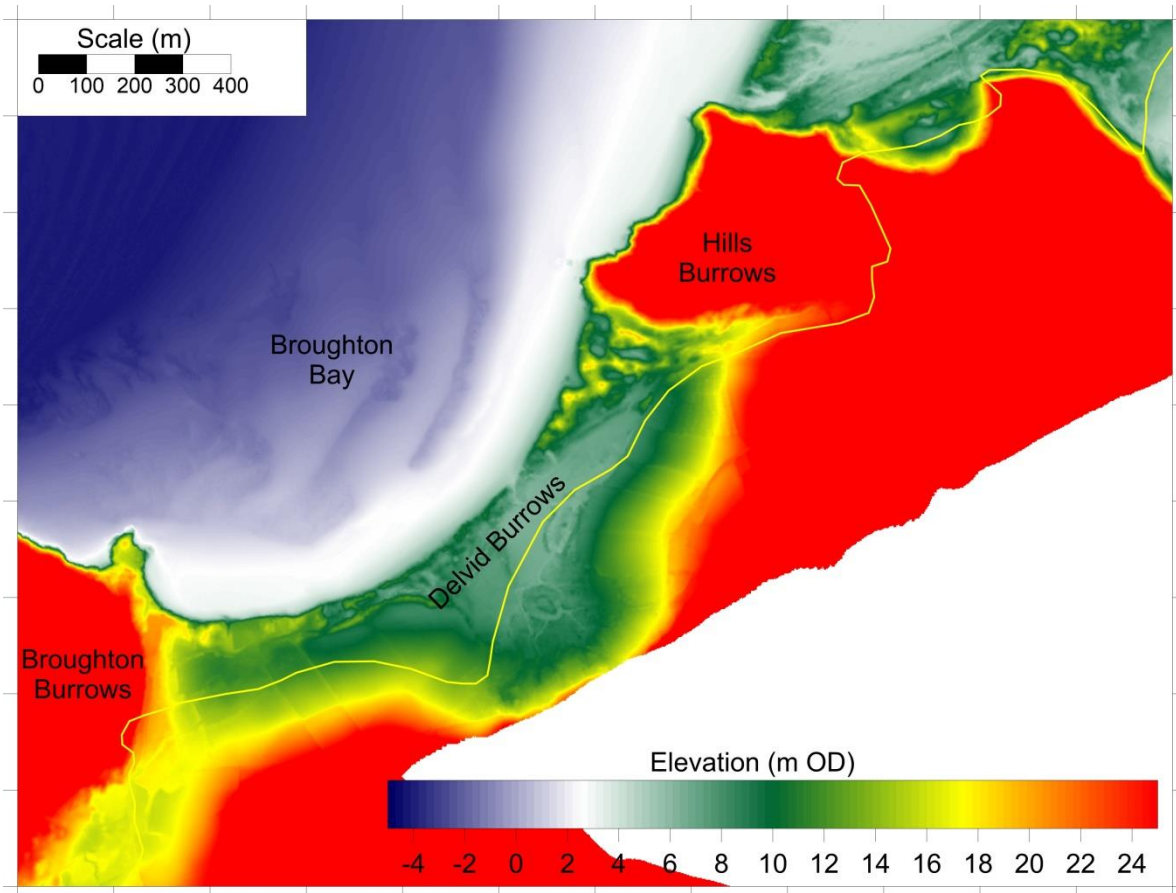 Scale (m)
0 100 200 300 400
Hills
Burrows
Broughton
Bay
Delvid Burrows
Broughton
Burrows
Elevation (m OD)
-4 -2 0 2 4 6 8 10 12 14 16 18 20 22 24